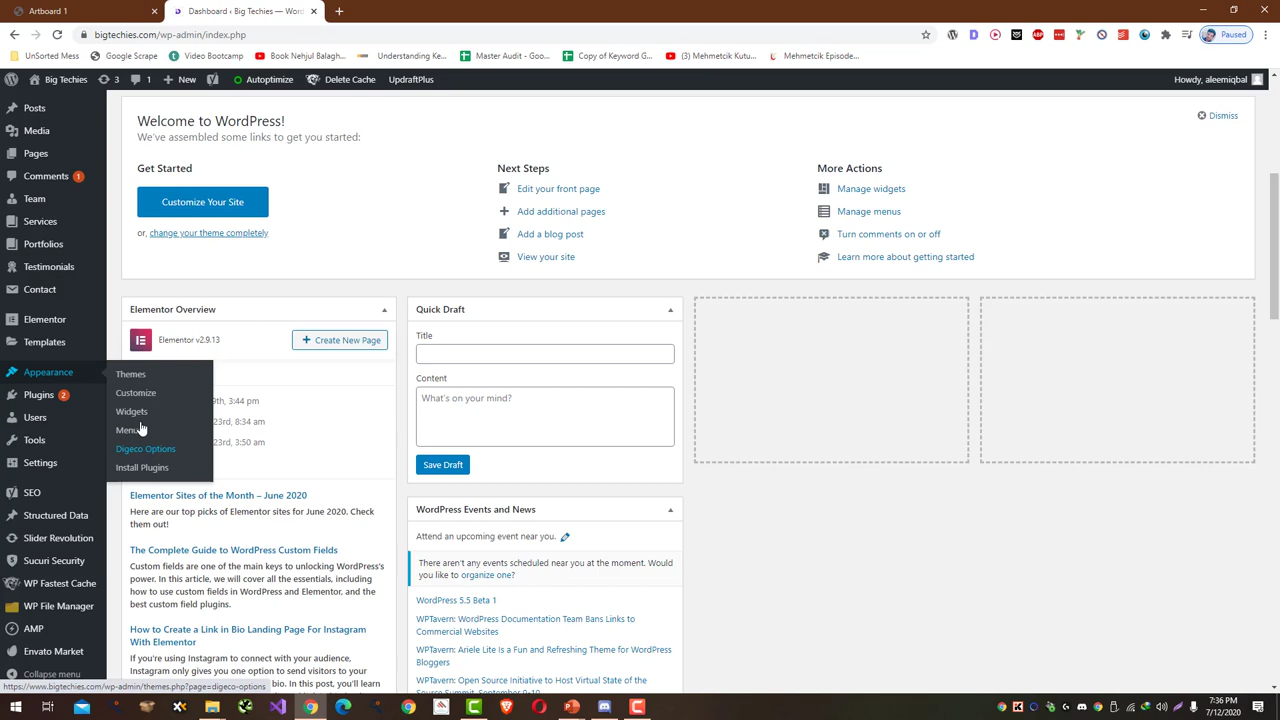 Artboard 1
Dashboard ‹ Big Techies — Wor
bigtechies.com/wp-admin/index.php
Paused
UnSorted Mess
Google Scrape
Video Bootcamp
Book Nehjul Balagh...
Understanding Ke...
Master Audit - Goo...
Copy of Keyword G...
(3) Mehmetcik Kutu...
Mehmetcik Episode...
Big Techies
3
1
New
Autoptimize
Delete Cache
UpdraftPlus
Howdy, aleemiqbal
Posts
Media
Pages
Comments 1
Team
Services
Portfolios
Testimonials
Contact
Elementor
Templates
Appearance
Plugins 2
Users
Tools
Settings
SEO
Structured Data
Slider Revolution
Sucuri Security
WP Fastest Cache
WP File Manager
AMP
Envato Market
Collapse menu
Themes
Customize
Widgets
Menu
Digeco Options
Install Plugins
Welcome to WordPress!
We've assembled some links to get you started:
Dismiss
Get Started
Customize Your Site
or, change your theme completely
Next Steps
Edit your front page
Add additional pages
Add a blog post
View your site
More Actions
Manage widgets
Manage menus
Turn comments on or off
Learn more about getting started
Elementor Overview
Elementor v2.9.13
Create New Page
9th, 3:44 pm
23rd, 8:34 am
23rd, 3:50 am
Elementor Sites of the Month – June 2020
Here are our top picks of Elementor sites for June 2020. Check
them out!
The Complete Guide to WordPress Custom Fields
Custom fields are one of the main keys to unlocking WordPress's
power. In this article, we will cover all the essentials, including
how to use custom fields in WordPress and Elementor, and the
best custom field plugins.
How to Create a Link in Bio Landing Page For Instagram
With Elementor
If you're using Instagram to connect with your audience,
Instagram only gives you one option to send visitors to your
bio. In this post, you'll learn
Quick Draft
Title
Content
What's on your mind?
Save Draft
WordPress Events and News
Attend an upcoming event near you.
There aren't any events scheduled near you at the moment. Would
you like to organize one?
WordPress 5.5 Beta 1
WPTavern: WordPress Documentation Team Bans Links to
Commercial Websites
WPTavern: Ariele Lite Is a Fun and Refreshing Theme for WordPress
Bloggers
WPTavern: Open Source Initiative to Host Virtual State of the
Source Summit, September 9-10
https://www.bigtechies.com/wp-admin/themes.php?page=digeco-options
7:36 PM
7/12/2020